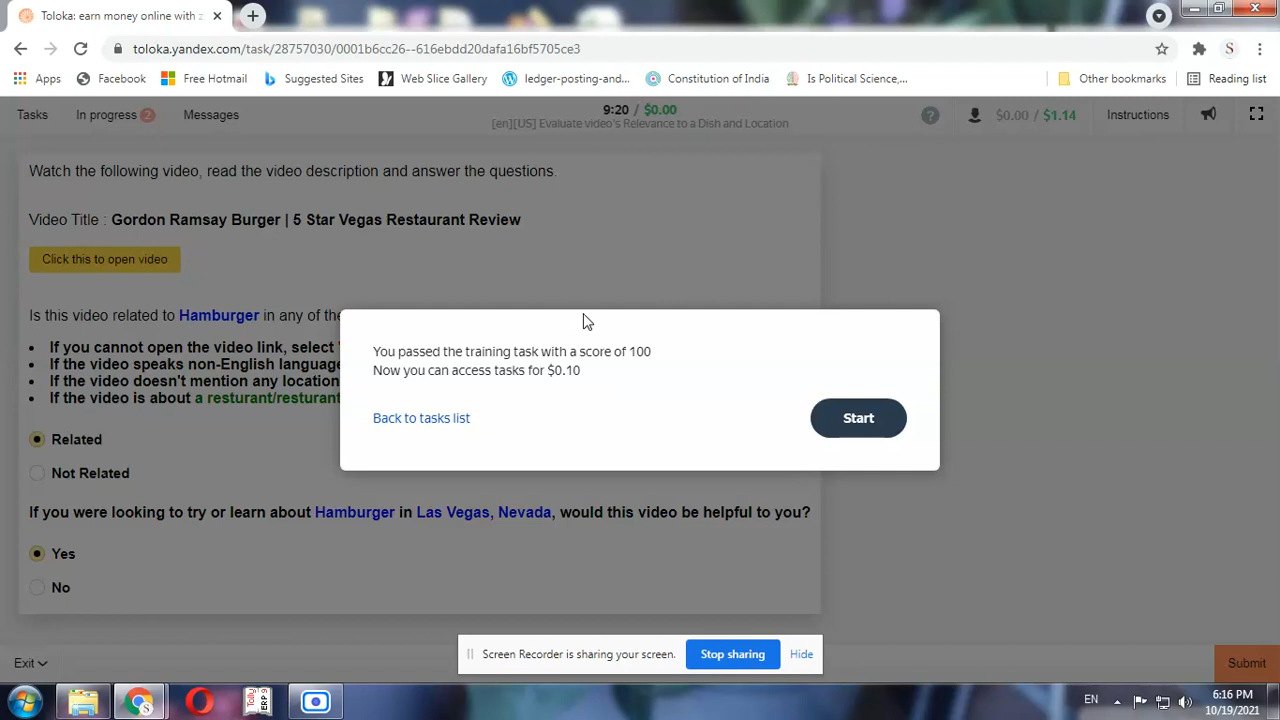 Toloka: earn money online with
toloka.yandex.com/task/28757030/0001b6cc26--616ebdd20dafa16bf5705ce3
S
Apps
Facebook
Free Hotmail
Suggested Sites
Web Slice Gallery
ledger-posting-and...
Constitution of India
Is Political Science,...
Other bookmarks
Reading list
Tasks
In progress 2
Messages
9:20 / $0.00
[en][US] Evaluate video's Relevance to a Dish and Location
?
$0.00 / $1.14
Instructions
Watch the following video, read the video description and answer the questions.
Video Title : Gordon Ramsay Burger | 5 Star Vegas Restaurant Review
Click this to open video
Is this video related to Hamburger in any of the
If you cannot open the video link, select
If the video speaks non-English language
If the video doesn't mention any location
If the video is about a resturant/resturant
Related
Not Related
You passed the training task with a score of 100
Now you can access tasks for $0.10
Back to tasks list
Start
If you were looking to try or learn about Hamburger in Las Vegas, Nevada, would this video be helpful to you?
Yes
No
Screen Recorder is sharing your screen.
Stop sharing
Hide
Exit
Submit
S
Tally
ERP 9
EN
6:16 PM
10/19/2021